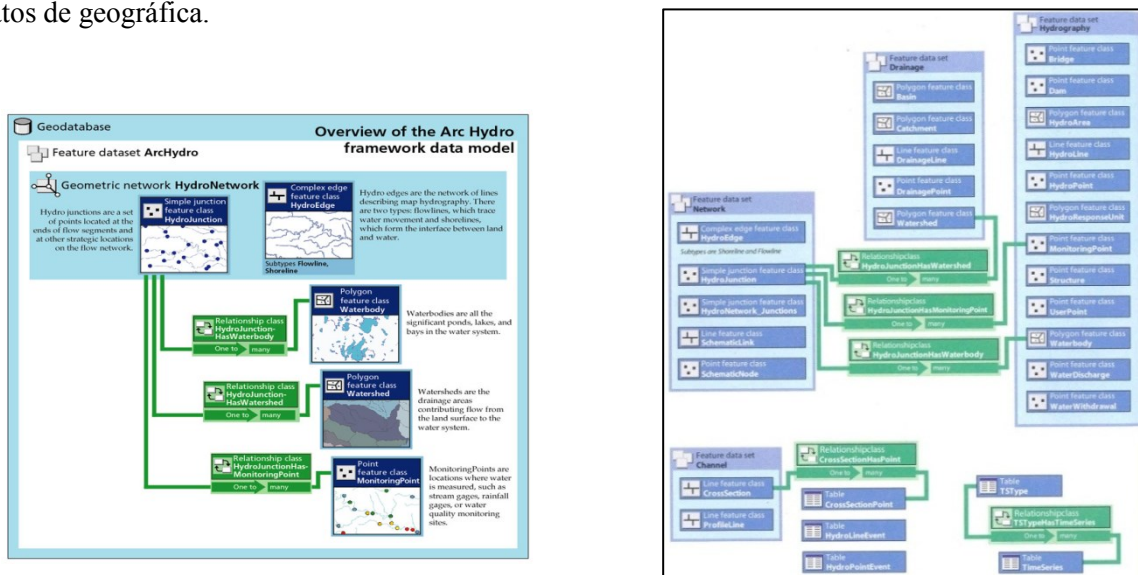 atos de geográfica.
Geodatabase
Overview of the Arc Hydro
framework data model
Feature dataset ArcHydro
Geometric network HydroNetwork
Hydro junctions are a set
of points located at the
ends of flow segments and
at other strategic locations
on the flow network.
Simple junction
feature class
HydroJunction
Complex edge
feature class
HydroEdge
Subtypes Flowline,
Shoreline
Hydro edges are the network of lines
describing map hydrography. There
are two types: flowlines, which trace
water movement and shorelines,
which form the interface between land
and water.
Relationship class
HydroJunction-
HasWaterbody
One to many
Polygon
feature class
Waterbody
Waterbodies are all the
significant ponds, lakes, and
bays in the water system.
Relationship class
HydroJunction-
HasWatershed
One to many
Polygon
feature class
Watershed
Watersheds are the
drainage areas
contributing flow from
the land surface to the
water system.
Relationship class
HydroJunctionHas-
MonitoringPoint
One to many
Point
feature class
MonitoringPoint
MonitoringPoints are
locations where water
is measured, such as
stream gages, rainfall
gages, or water
quality monitoring
sites.
Feature data set
Network
Complex edge feature class
HydroEdge
Subtypes are Shoreline and Flowline
Simple junction feature class
HydroJunction
Simple junction feature class
HydroNetwork_Junctions
Line feature class
SchematicLink
Point feature class
SchematicNode
Feature data set
Drainage
Polygon feature class
Basin
Polygon feature class
Catchment
Line feature class
DrainageLine
Point feature class
DrainagePoint
Polygon feature class
Watershed
Relationshipclass
HydroJunctionHasWatershed
One to many
Relationshipclass
HydroJunctionHasMonitoringPoint
One to many
Relationshipclass
HydroJunctionHasWaterbody
One to many
Feature data set
Hydrography
Point feature class
Bridge
Point feature class
Dam
Polygon feature class
HydroArea
Line feature class
HydroLine
Point feature class
HydroPoint
Polygon feature class
HydroResponseUnit
Point feature class
MonitoringPoint
Point feature class
Structure
Point feature class
UserPoint
Polygon feature class
Waterbody
Point feature class
WaterDischarge
Point feature class
WaterWithdrawal
Feature data set
Channel
Line feature class
CrossSection
Line feature class
ProfileLine
Relationshipclass
CrossSectionHasPoint
One to many
Table
CrossSectionPoint
Table
HydroLineEvent
Table
HydroPointEvent
Table
TSType
Relationshipclass
TSTypeHasTimeSeries
One to many
Table
TimeSeries